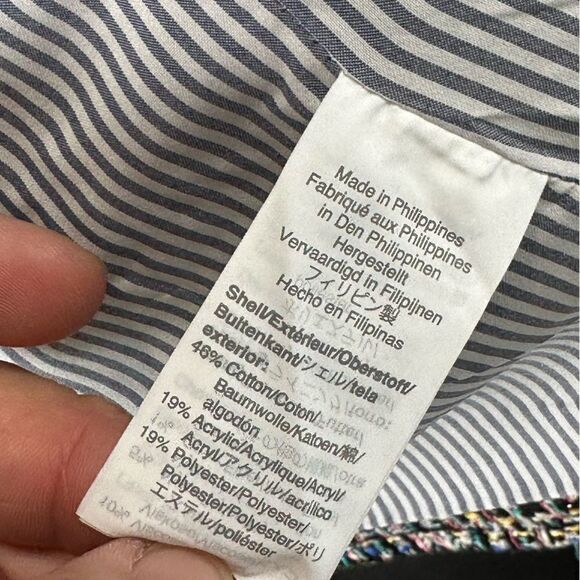 Made in Philippines
Fabriqué aux Philippines
in Den Philippinen
Hergestellt
Vervaardigd in Filipijnen
フィリピン製
Hecho en Filipinas
Shell/Extérieur/Oberstoff/
Buitenkant/シェル/tela
exterior:
46% Cotton/Coton/
Baumwolle/Katoen/綿/
algodón
19% Acrylic/Acrylique/Acryl/
Acryl/アクリル/acrílico
19% Polyester/Polyester/
Polyester/Polyester/ポリ
エステル/poliéster